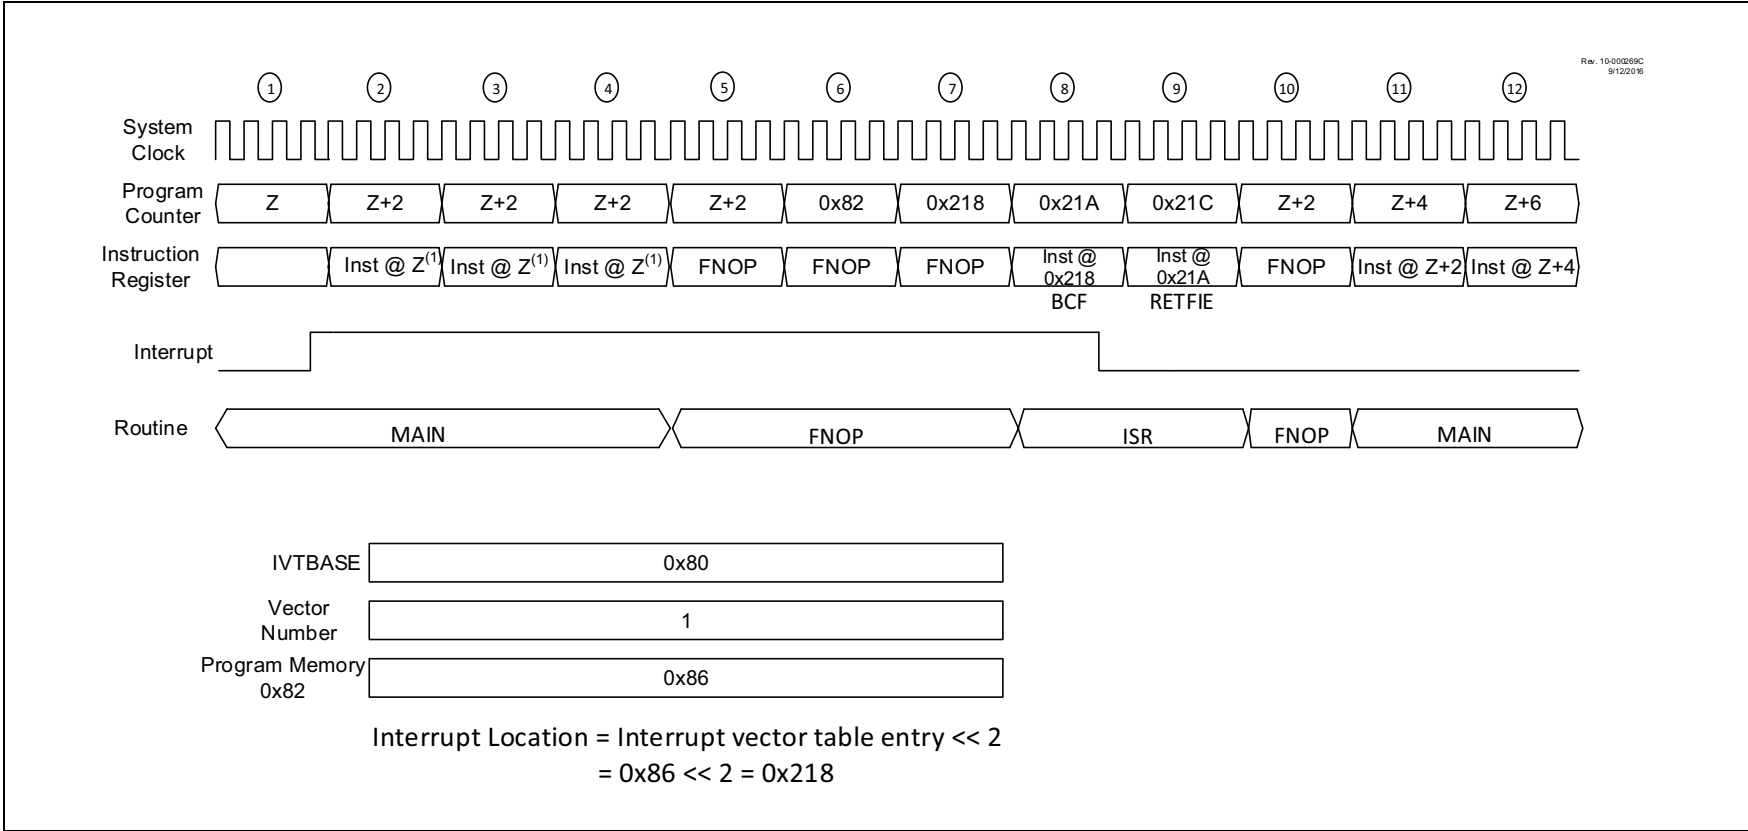 Rev. 10-000269C
9/12/2016
1 2 3 4 5 6 7 8 9 10 11 12
System
Clock
Program
Counter
Z Z+2 Z+2 Z+2 Z+2 0x82 0x218 0x21A 0x21C Z+2 Z+4 Z+6
Instruction
Register
Inst @ Z(1) Inst @ Z(1) Inst @ Z(1) FNOP FNOP FNOP
Inst @
0x218
BCF
Inst @
0x21A
RETFIE
FNOP Inst @ Z+2 Inst @ Z+4
Interrupt
Routine
MAIN FNOP ISR FNOP MAIN
IVTBASE 0x80
Vector
Number
1
Program Memory
0x82
0x86
Interrupt Location = Interrupt vector table entry << 2
= 0x86 << 2 = 0x218